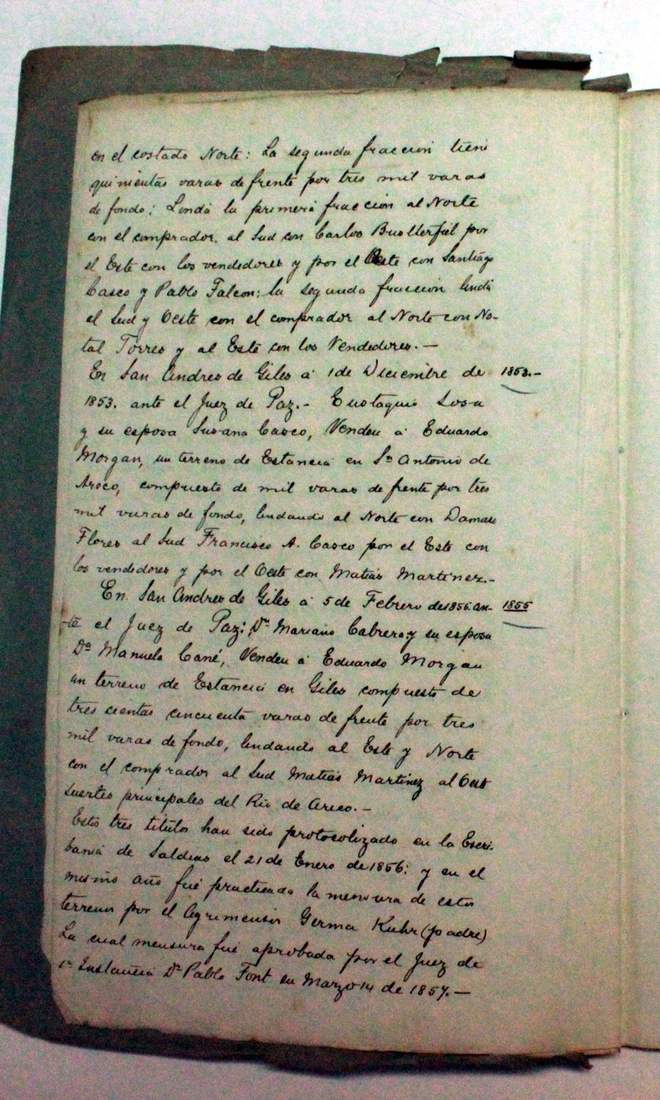 en el costado Norte: La segunda fraccion tiene
quinientas varas de frente por tres mil varas
de fondo; Linda la primera fraccion al Norte
con el comprador, al Sud con Carlos por
el Este con los vendedores y por el Oeste con Santiago
Casco y Pablo Falcon; la segunda fraccion linda
el Sud y Oeste con el comprador al Norte con Na-
tal Torres y al Este con los Vendedores.—
En San Andres de Giles á 1 de Diciembre de 1853.-
1853. ante el Juez de Paz.- Eustaquio Sosa
y su esposa Susana Casco, Venden á Eduardo
Morgan, un terreno de Estancia en Sn Antonio de
Areco, compuesto de mil varas de frente por tres
mil varas de fondo, lindando al Norte con Damaso
Flores al Sud Francisco A. Casco por el Este con
los vendedores y por el Oeste con Matias Martinez.-
En San Andres de Giles á 5 de Febrero de 1855 an- 1855
-te el Juez de Paz: Dn Mariano Cabrera y su esposa
Da Manuela Cané, Venden á Eduardo Morgan
un terreno de Estancia en Giles compuesto de
tres cientas cincuenta varas de frente por tres
mil varas de fondo, lindando al Este y Norte
con el comprador al Sud Matias Martinez al Oeste
suertes principales del Rio de Areco.-
Estos tres titulos han sido protocolizado en la Escri-
bania de Saldias el 21 de Enero de 1856: y en el
mismo año fué practicada la mensura de estos
terrenos por el Agrimensor Germa Kuhr (padre)
La cual mensura fué aprobada por el Juez de
1a Instancia Dr Pablo Font en Marzo 14 de 1857.—